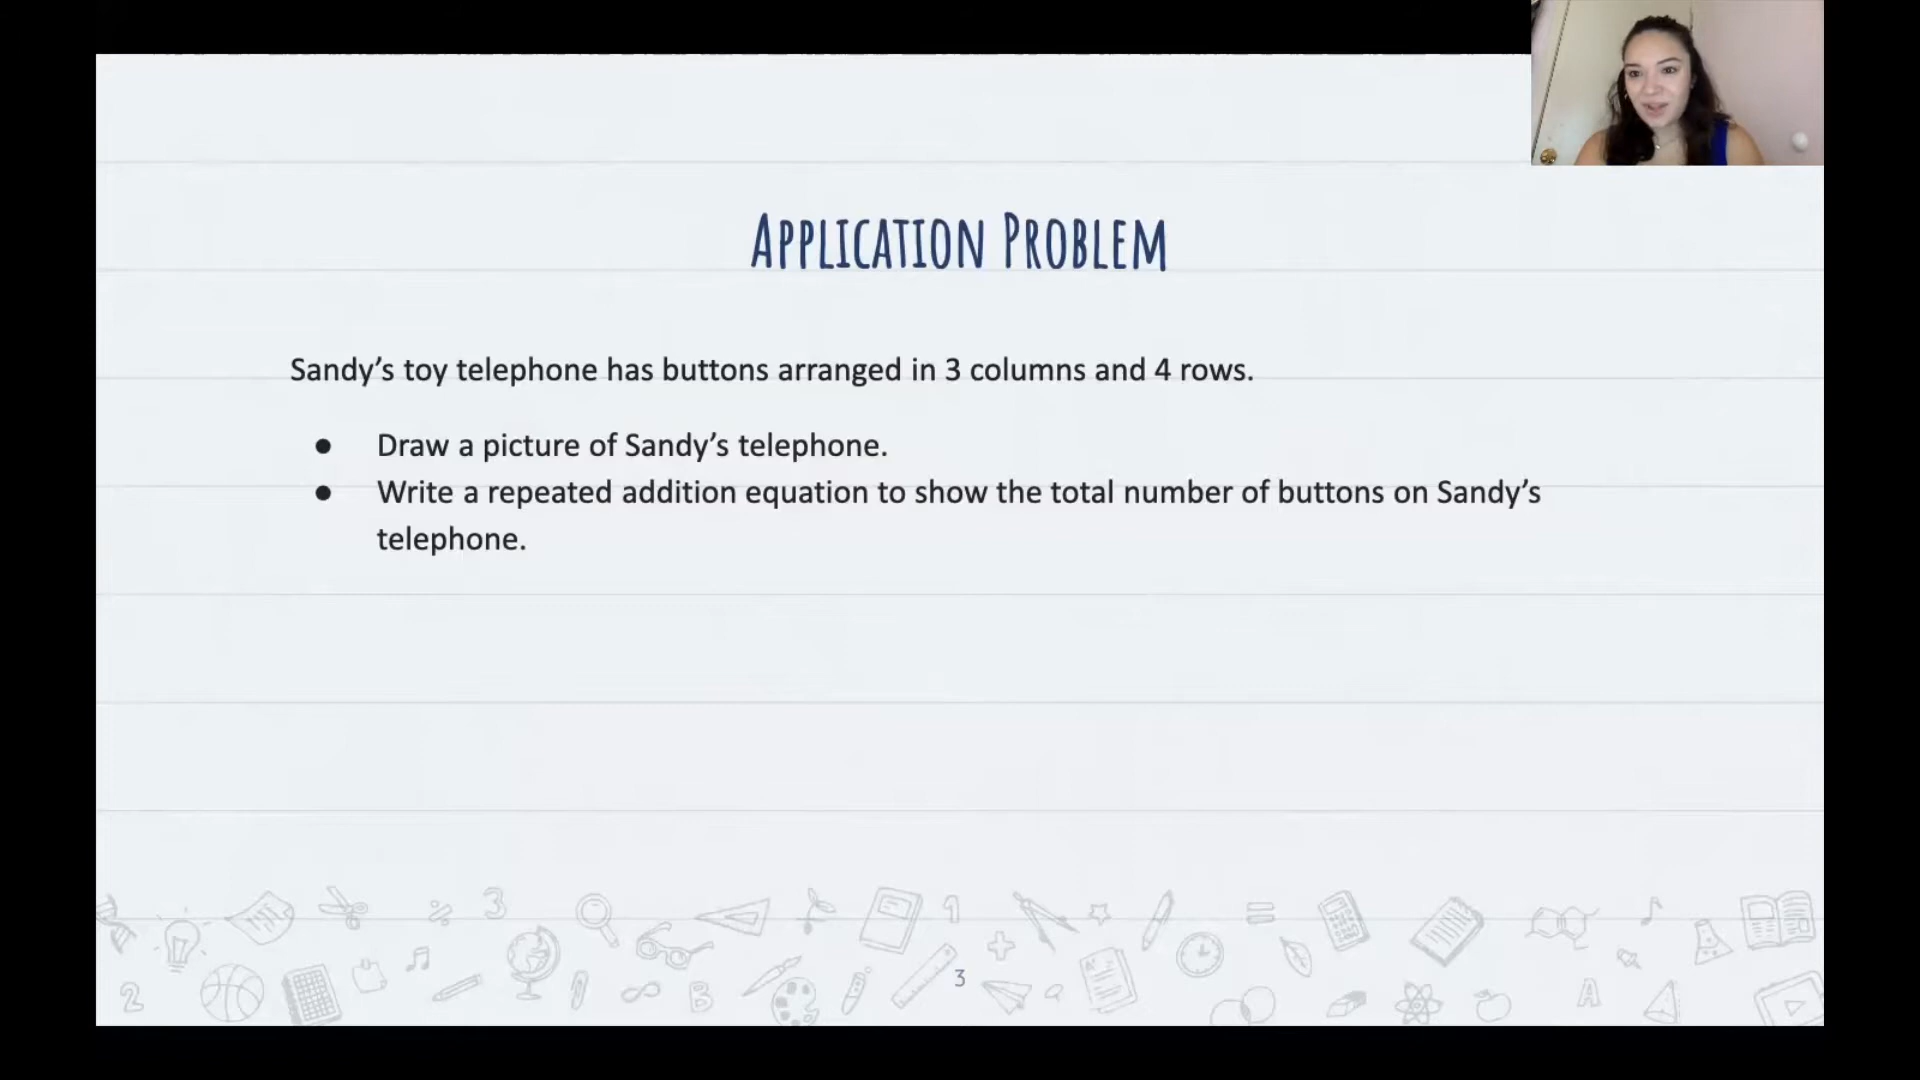 Application Problem
Sandy’s toy telephone has buttons arranged in 3 columns and 4 rows.
● Draw a picture of Sandy’s telephone.
● Write a repeated addition equation to show the total number of buttons on Sandy’s
telephone.
3